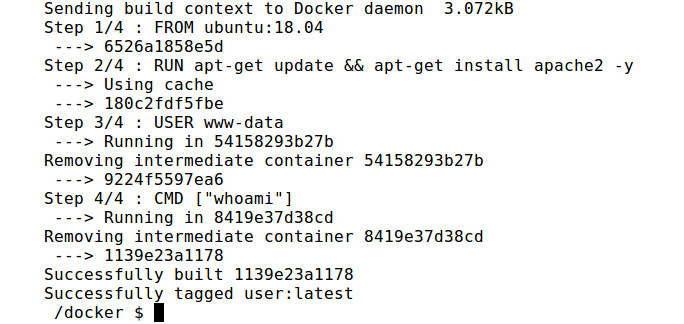 Sending build context to Docker daemon  3.072kB
Step 1/4 : FROM ubuntu:18.04
 ---> 6526a1858e5d
Step 2/4 : RUN apt-get update && apt-get install apache2 -y
 ---> Using cache
 ---> 180c2fdf5fbe
Step 3/4 : USER www-data
 ---> Running in 54158293b27b
Removing intermediate container 54158293b27b
 ---> 9224f5597ea6
Step 4/4 : CMD ["whoami"]
 ---> Running in 8419e37d38cd
Removing intermediate container 8419e37d38cd
 ---> 1139e23a1178
Successfully built 1139e23a1178
Successfully tagged user:latest
 /docker $